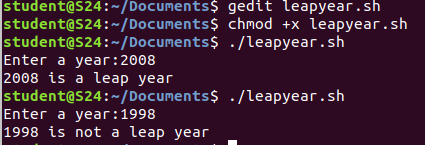 student@S24:~/Documents$ gedit leapyear.sh
student@S24:~/Documents$ chmod +x leapyear.sh
student@S24:~/Documents$ ./leapyear.sh
Enter a year:2008
2008 is a leap year
student@S24:~/Documents$ ./leapyear.sh
Enter a year:1998
1998 is not a leap year